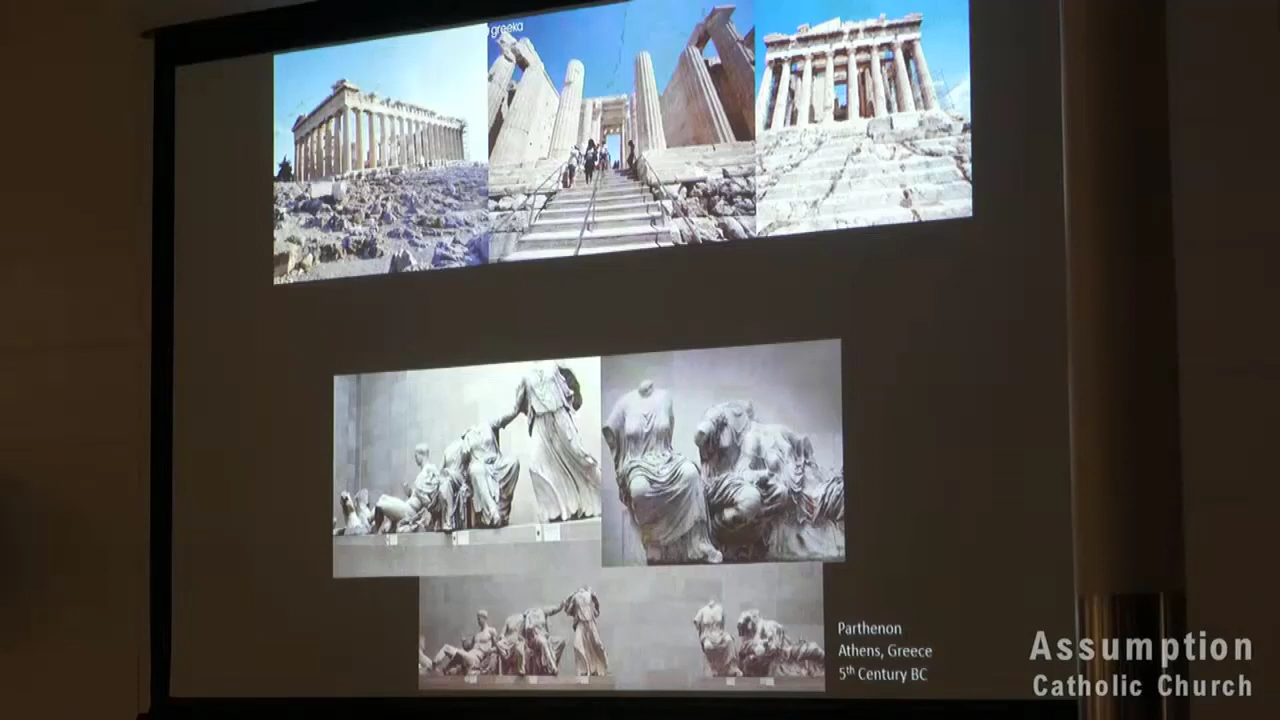 greeka
Parthenon
Athens, Greece
5th Century BC
Assumption
Catholic Church